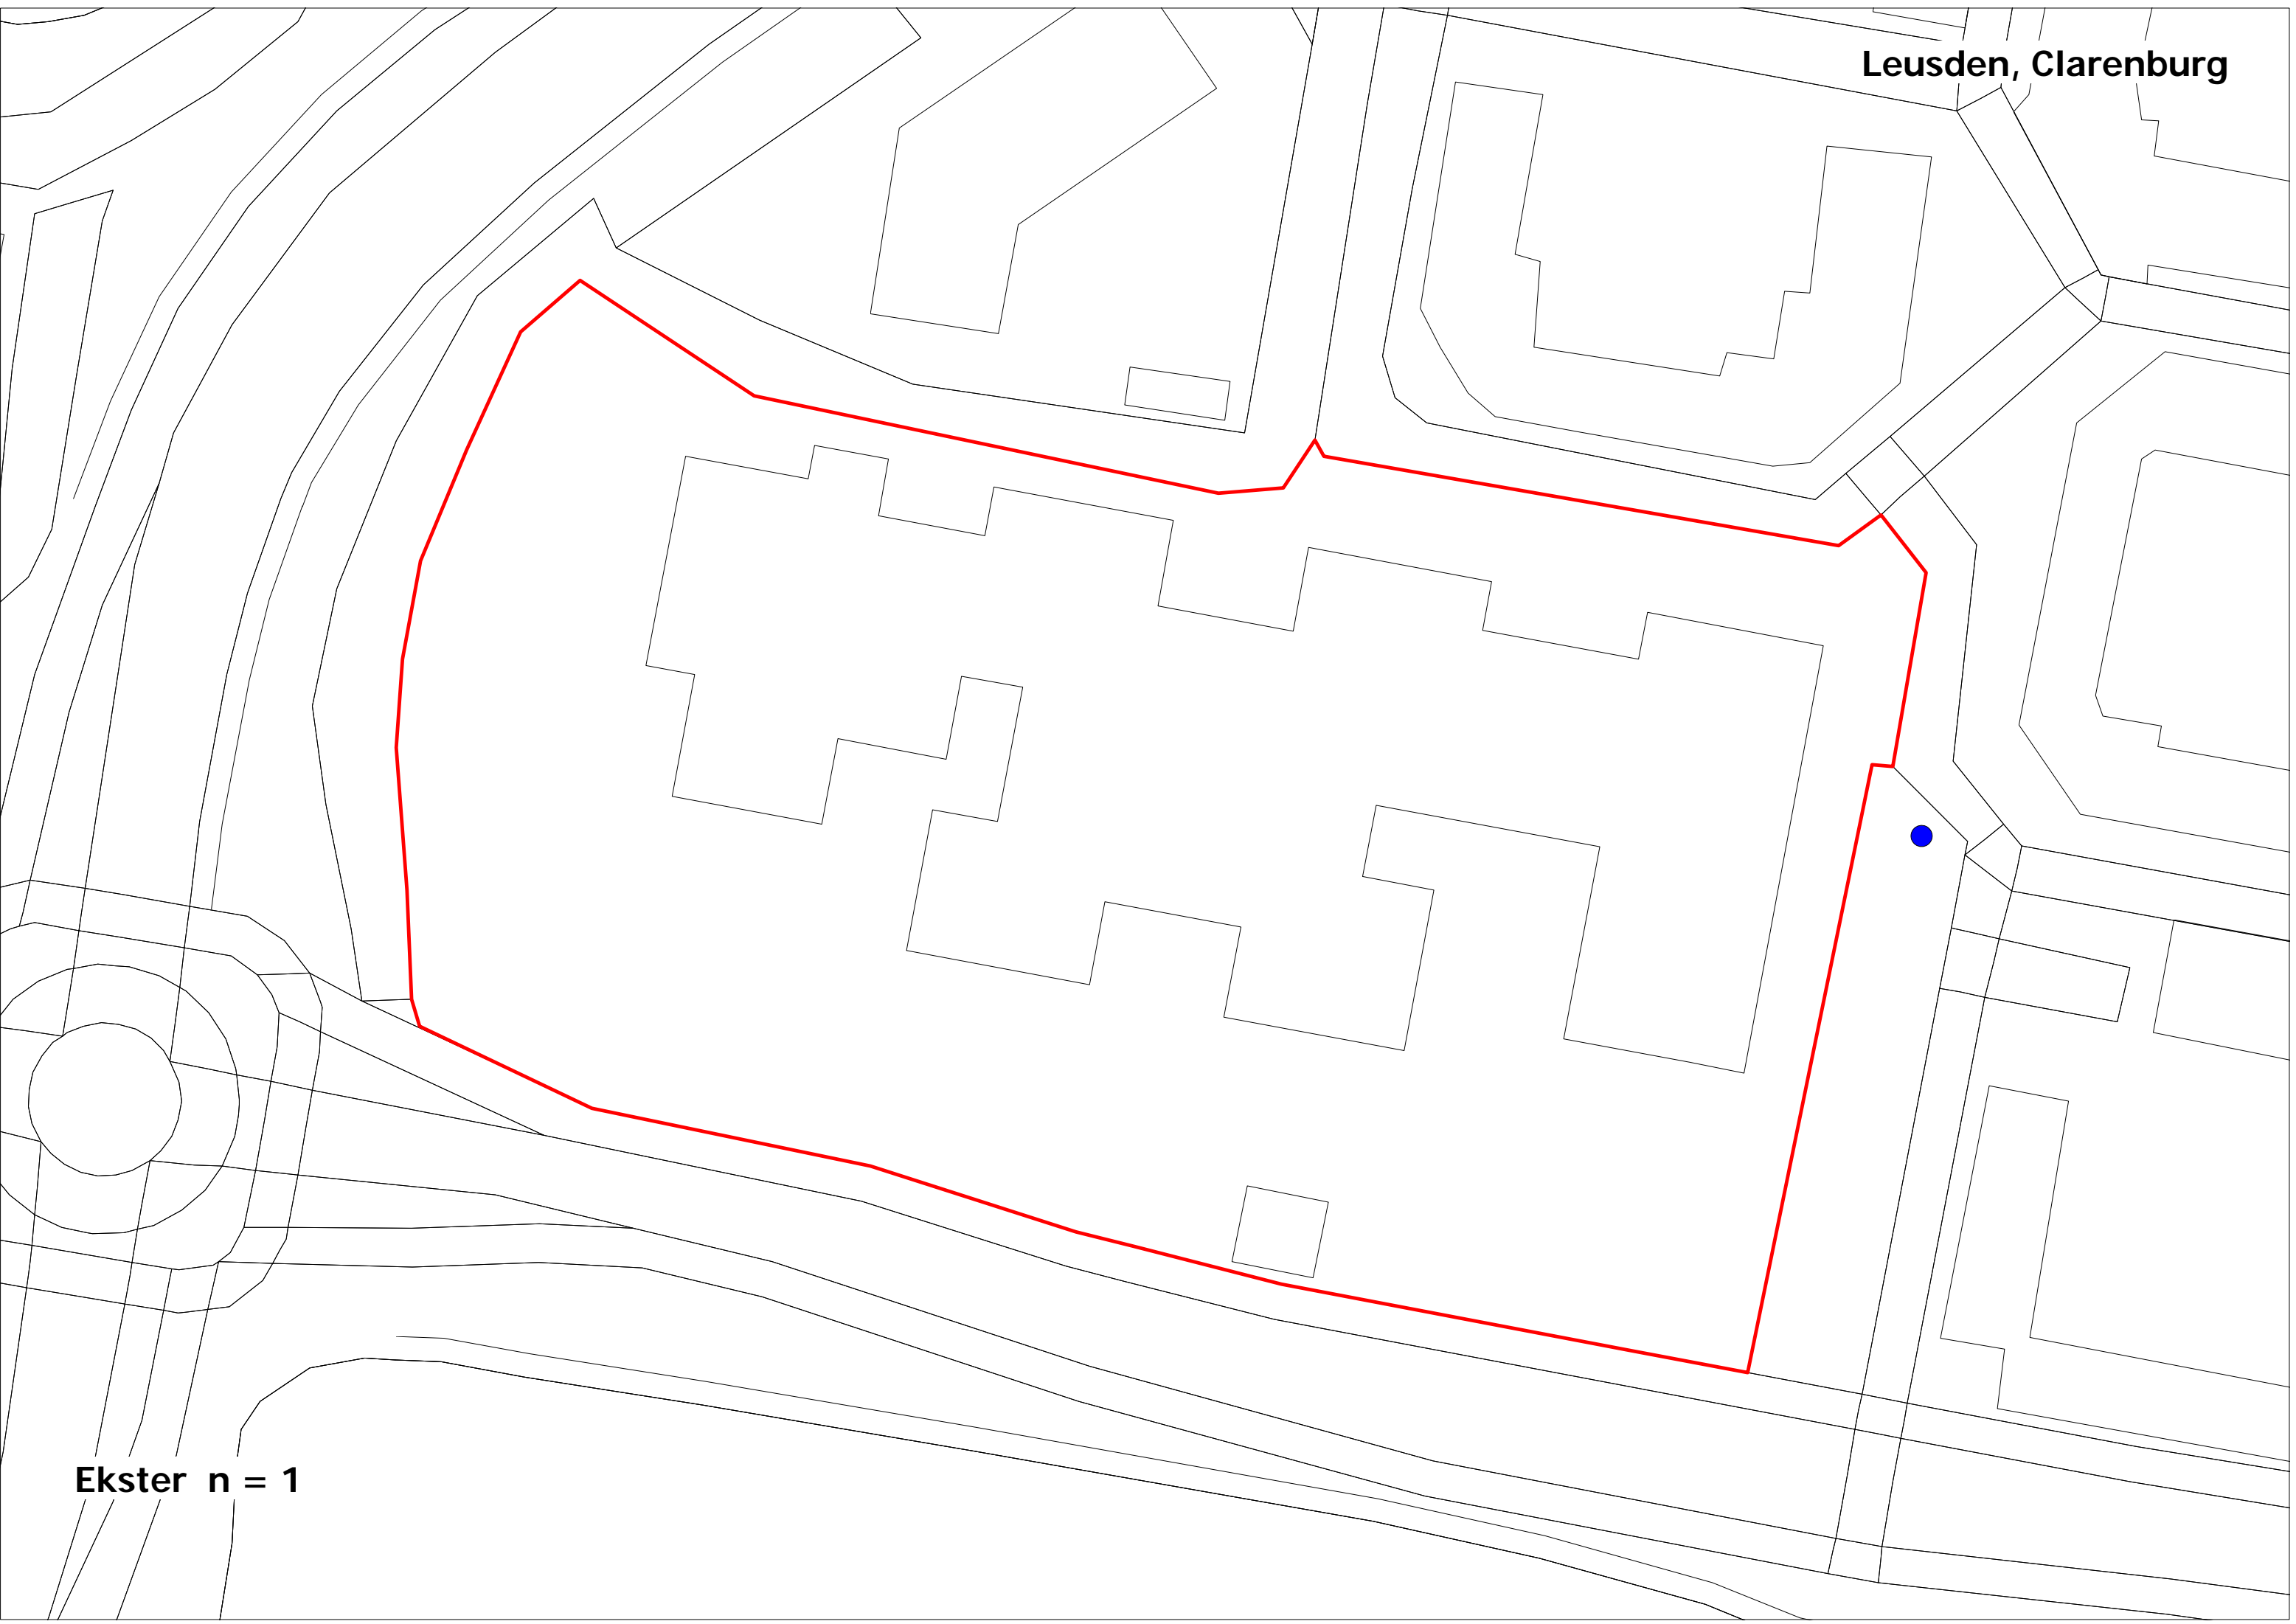 Leusden, Clarenburg
Ekster n = 1